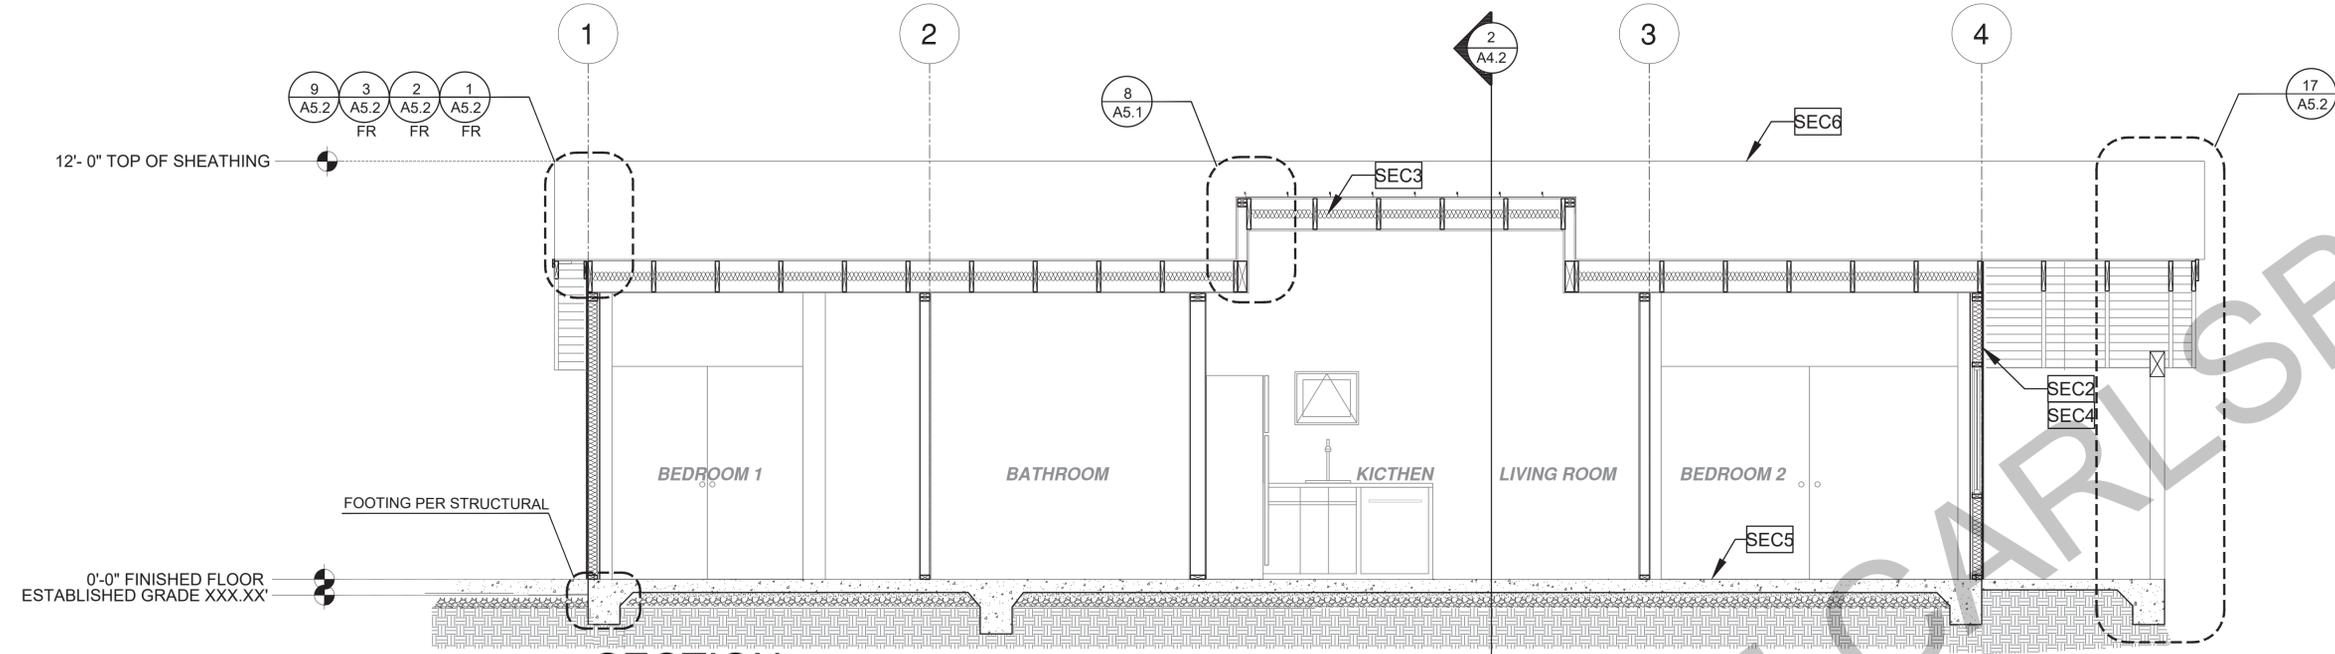 1
2
3
4
2
A4.2
9
A5.2
3
A5.2
FR
2
A5.2
FR
1
A5.2
FR
8
A5.1
17
A5.2
SEC6
12'- 0" TOP OF SHEATHING
SEC3
SEC2
SEC4
BEDROOM 1
BATHROOM
KICTHEN
LIVING ROOM
BEDROOM 2
FOOTING PER STRUCTURAL
SEC5
0'-0" FINISHED FLOOR
ESTABLISHED GRADE XXX.XX'
SECTION